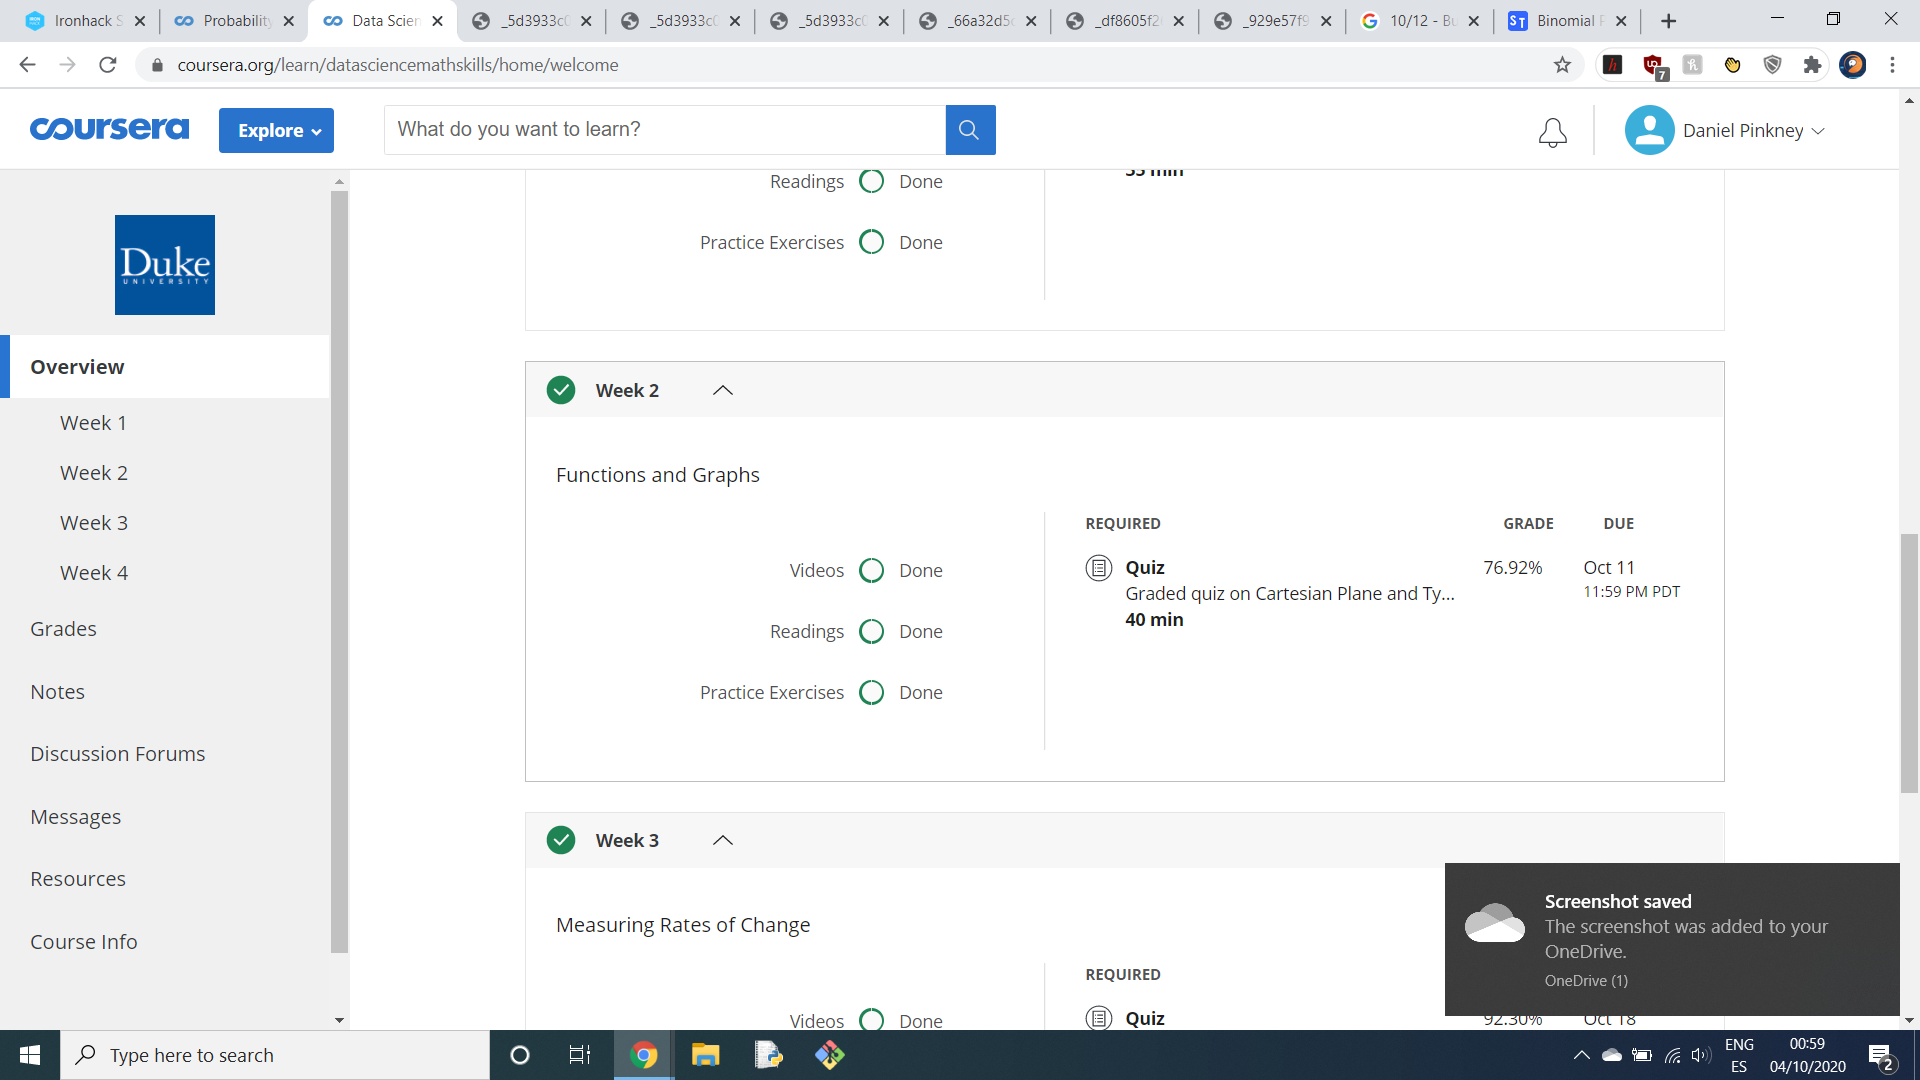 Ironhack S
Probability
Data Scien
_5d3933c0
_5d3933c0
_5d3933c0
_66a32d5e
_df8605f2
_929e57f9
10/12 - Bu
Binomial P
coursera.org/learn/datasciencemathskills/home/welcome
7
coursera
Explore
What do you want to learn?
Daniel Pinkney
Duke
UNIVERSITY
Overview
Week 1
Week 2
Week 3
Week 4
Grades
Notes
Discussion Forums
Messages
Resources
Course Info
Readings Done
Practice Exercises Done
Week 2
Functions and Graphs
Videos Done
Readings Done
Practice Exercises Done
REQUIRED GRADE DUE
Quiz 76.92% Oct 11
11:59 PM PDT
Graded quiz on Cartesian Plane and Ty...
40 min
Week 3
Measuring Rates of Change
Videos Done
REQUIRED
Quiz 92.30% Oct 18
Screenshot saved
The screenshot was added to your
OneDrive.
OneDrive (1)
Type here to search
ENG
ES
00:59
04/10/2020
2